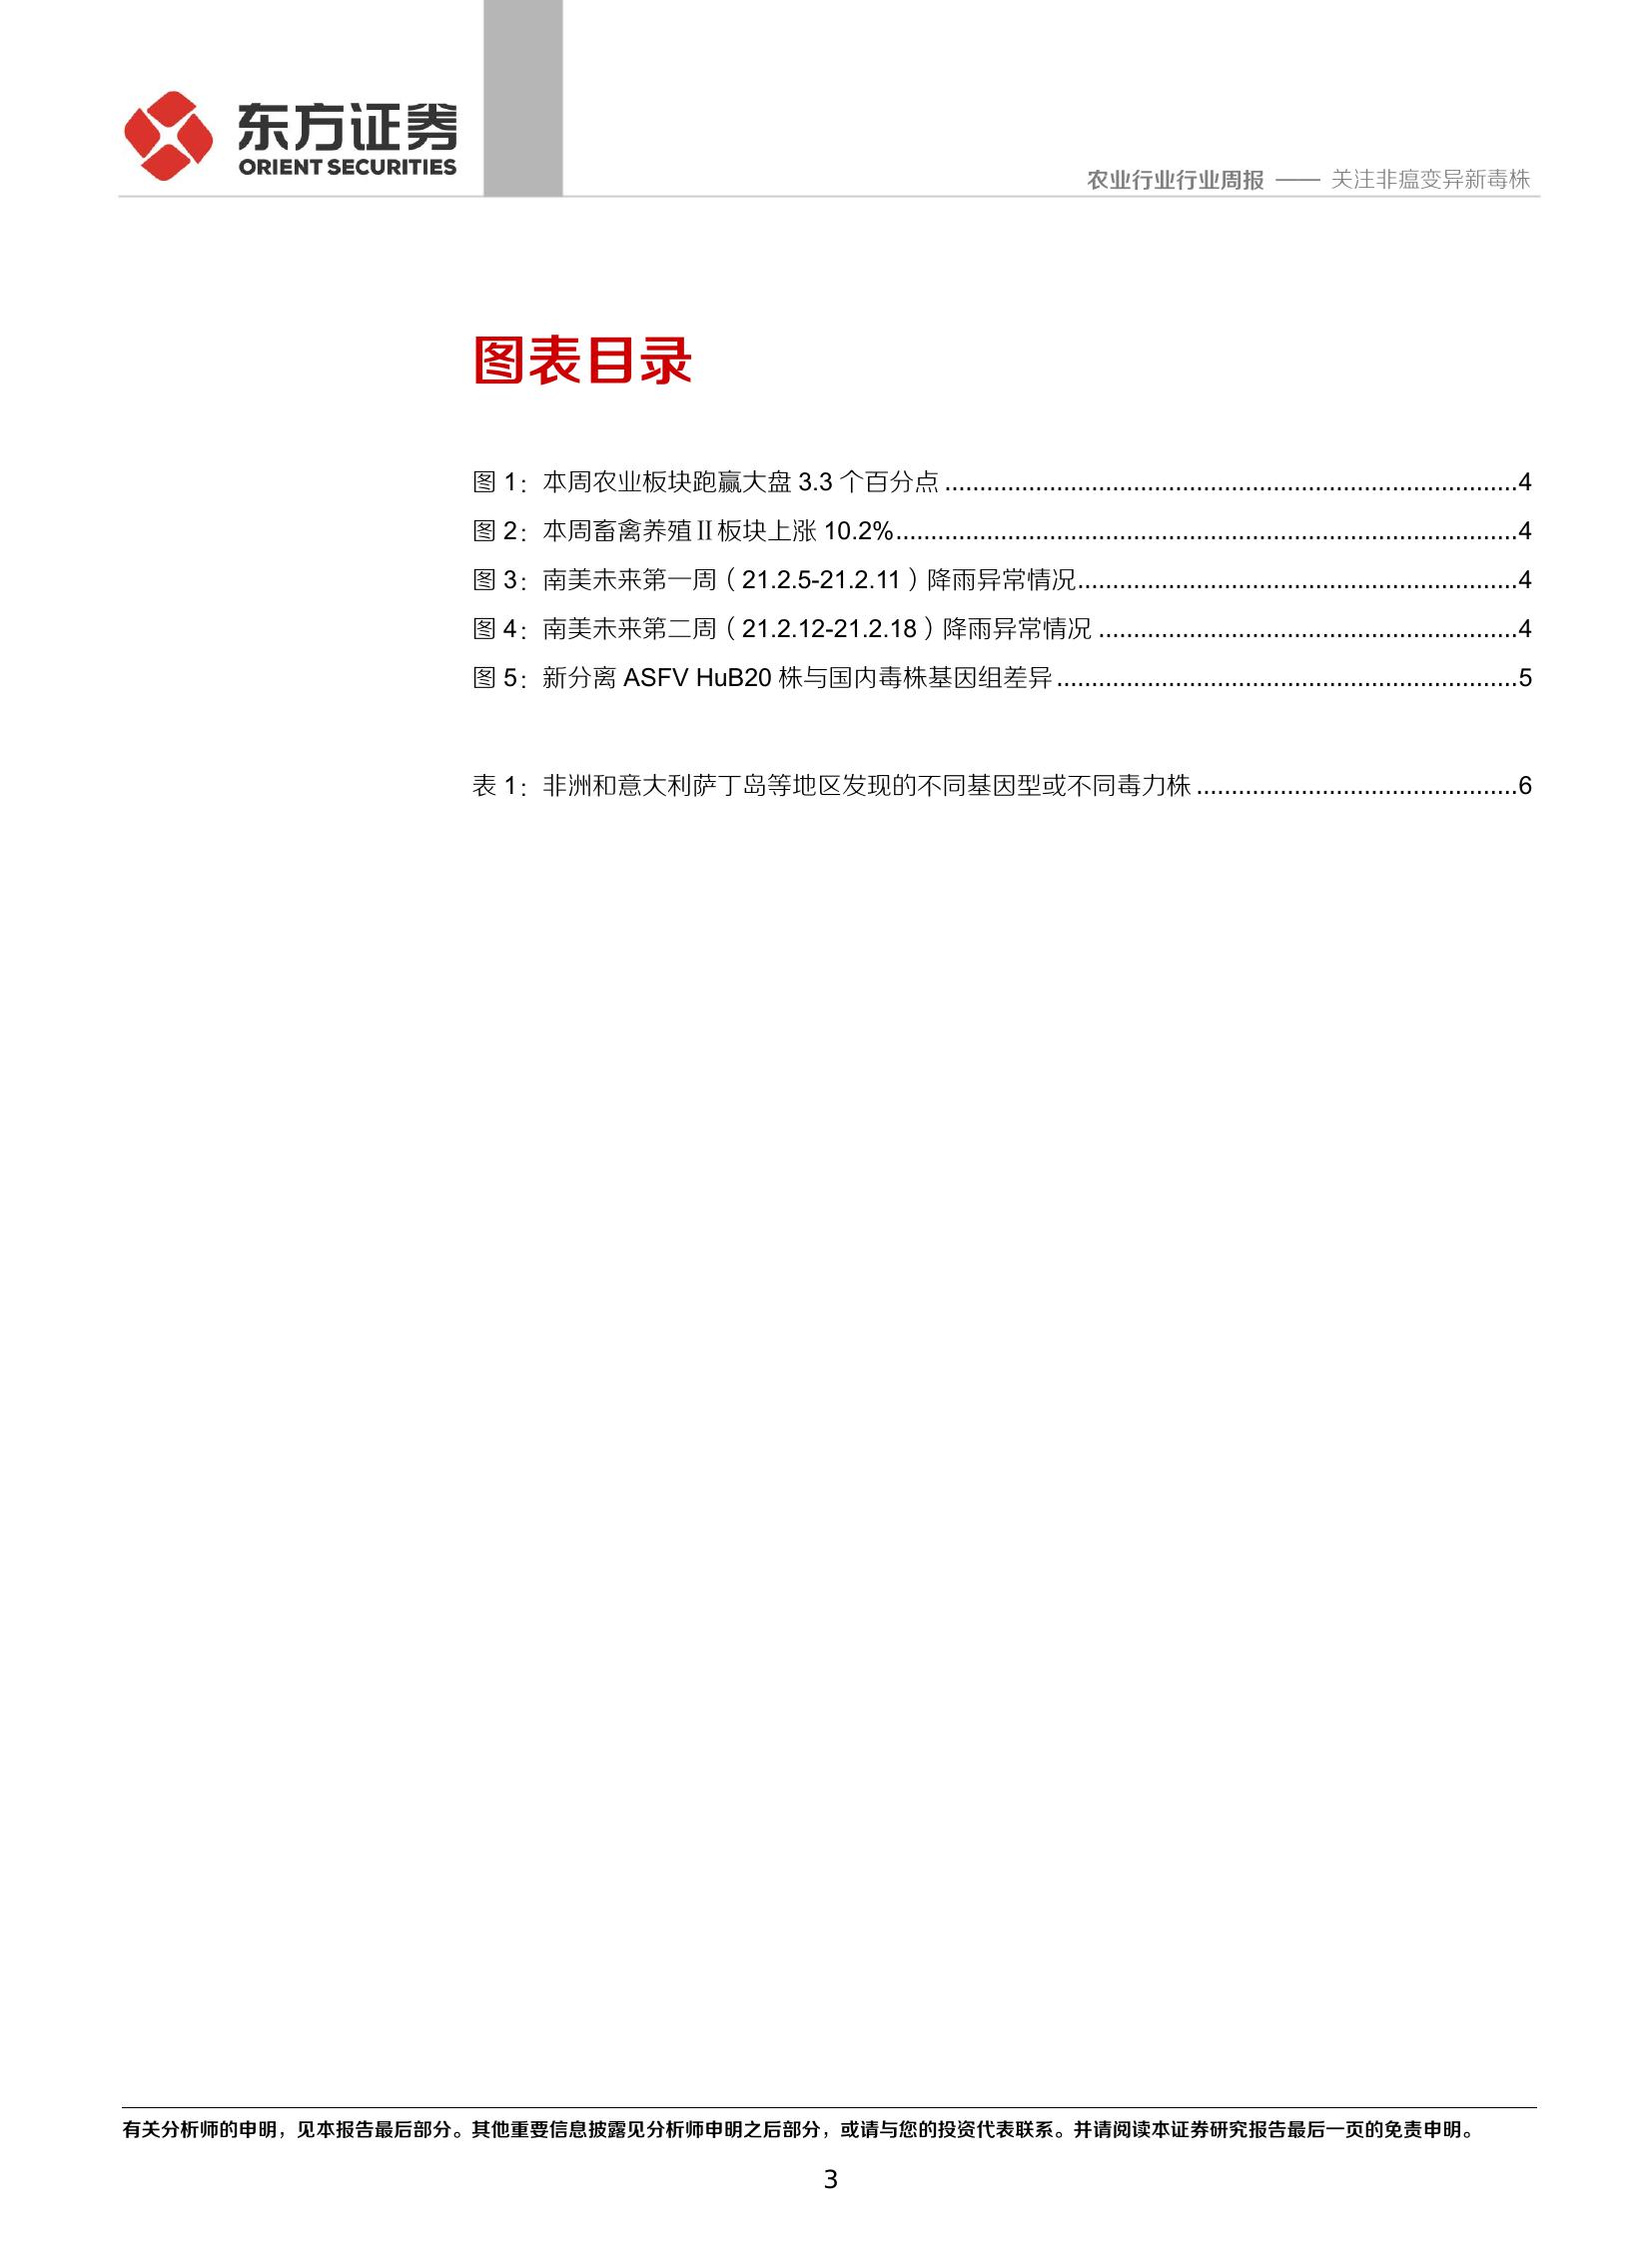 东方证券
ORIENT SECURITIES
农业行业行业周报 —— 关注非瘟变异新毒株
图表目录
图 1：本周农业板块跑赢大盘 3.3 个百分点 ................................................................................4
图 2：本周畜禽养殖Ⅱ板块上涨 10.2%.......................................................................................4
图 3：南美未来第一周（21.2.5-21.2.11）降雨异常情况..............................................................4
图 4：南美未来第二周（21.2.12-21.2.18）降雨异常情况 ...........................................................4
图 5：新分离 ASFV HuB20 株与国内毒株基因组差异 .................................................................5
表 1：非洲和意大利萨丁岛等地区发现的不同基因型或不同毒力株 .............................................6
有关分析师的申明，见本报告最后部分。其他重要信息披露见分析师申明之后部分，或请与您的投资代表联系。并请阅读本证券研究报告最后一页的免责申明。
3